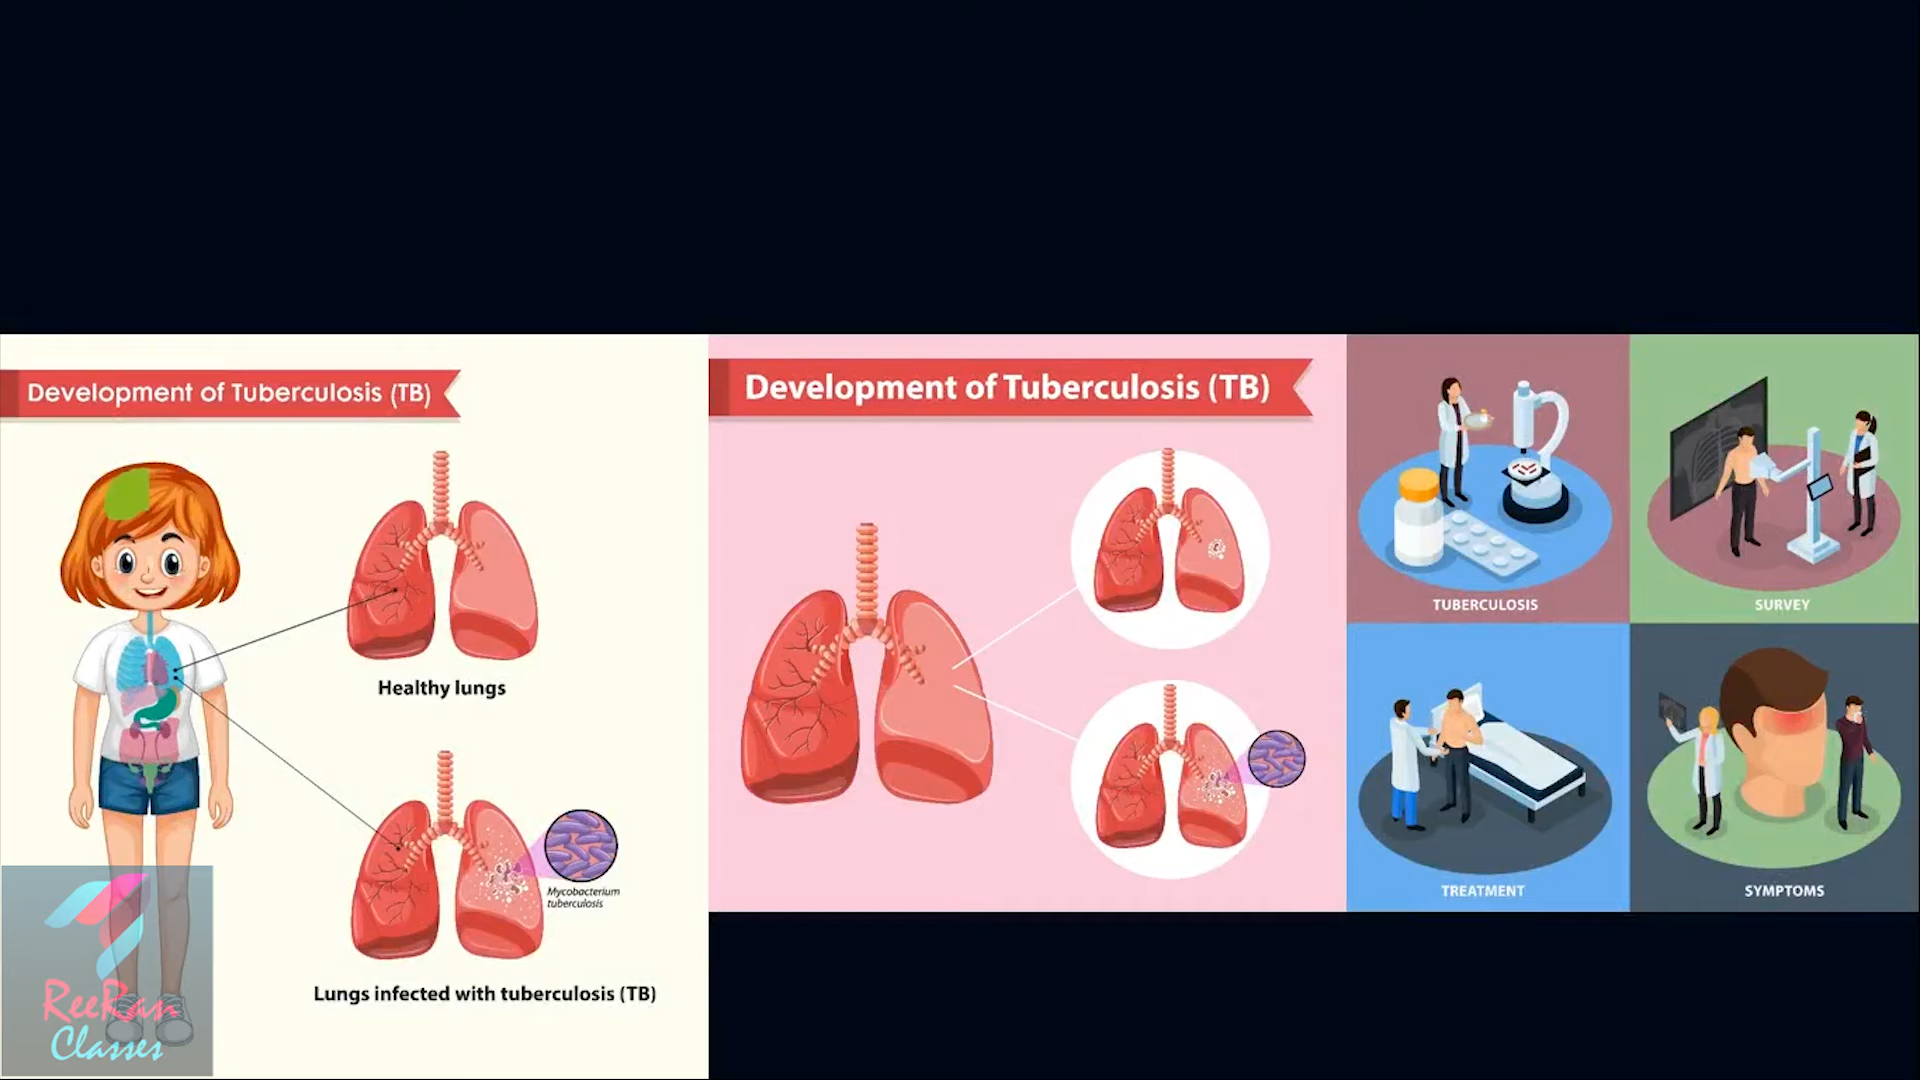 Development of Tuberculosis (TB)
Healthy lungs
Mycobacterium
tuberculosis
Lungs infected with tuberculosis (TB)
ReeRan
Classes
Development of Tuberculosis (TB)
TUBERCULOSIS
SURVEY
TREATMENT
SYMPTOMS